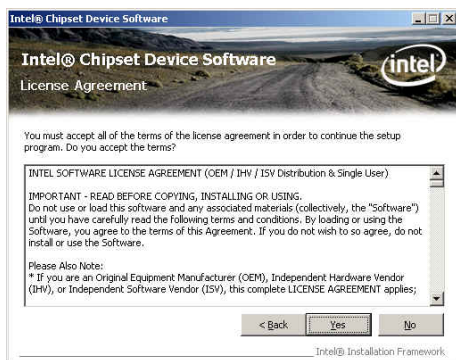 Intel® Chipset Device Software
Intel® Chipset Device Software
intel
License Agreement
You must accept all of the terms of the license agreement in order to continue the setup
program. Do you accept the terms?
INTEL SOFTWARE LICENSE AGREEMENT (OEM / IHV / ISV Distribution & Single User)
IMPORTANT - READ BEFORE COPYING, INSTALLING OR USING.
Do not use or load this software and any associated materials (collectively, the "Software")
until you have carefully read the following terms and conditions. By loading or using the
Software, you agree to the terms of this Agreement. If you do not wish to so agree, do not
install or use the Software.
Please Also Note:
* If you are an Original Equipment Manufacturer (OEM), Independent Hardware Vendor
(IHV), or Independent Software Vendor (ISV), this complete LICENSE AGREEMENT applies;
< Back Yes No
Intel® Installation Framework